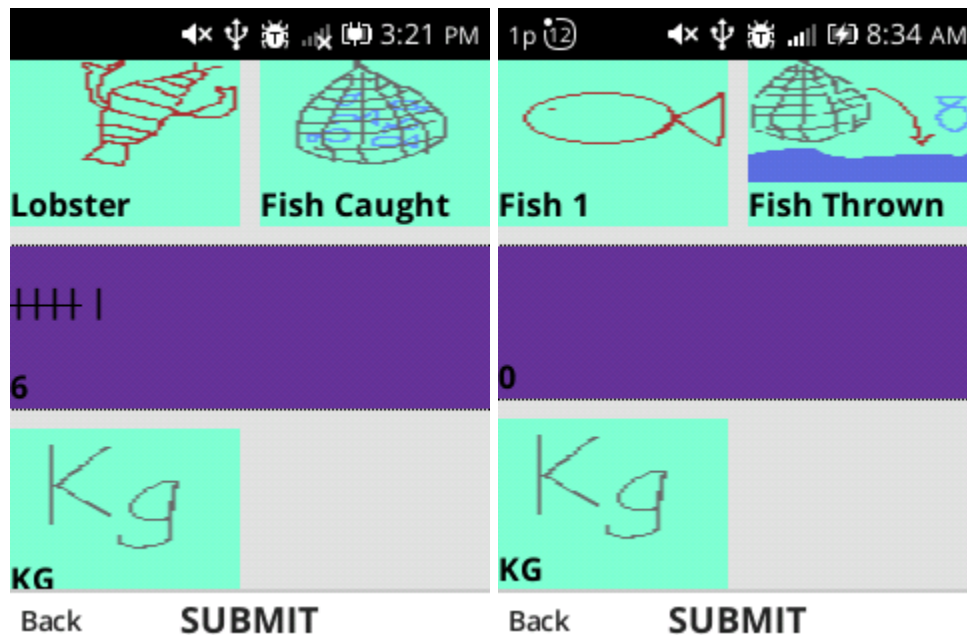 3:21 PM
Lobster
Fish Caught
6
Kg
KG
Back SUBMIT
1p 12 8:34 AM
Fish 1
Fish Thrown
0
Kg
KG
Back SUBMIT